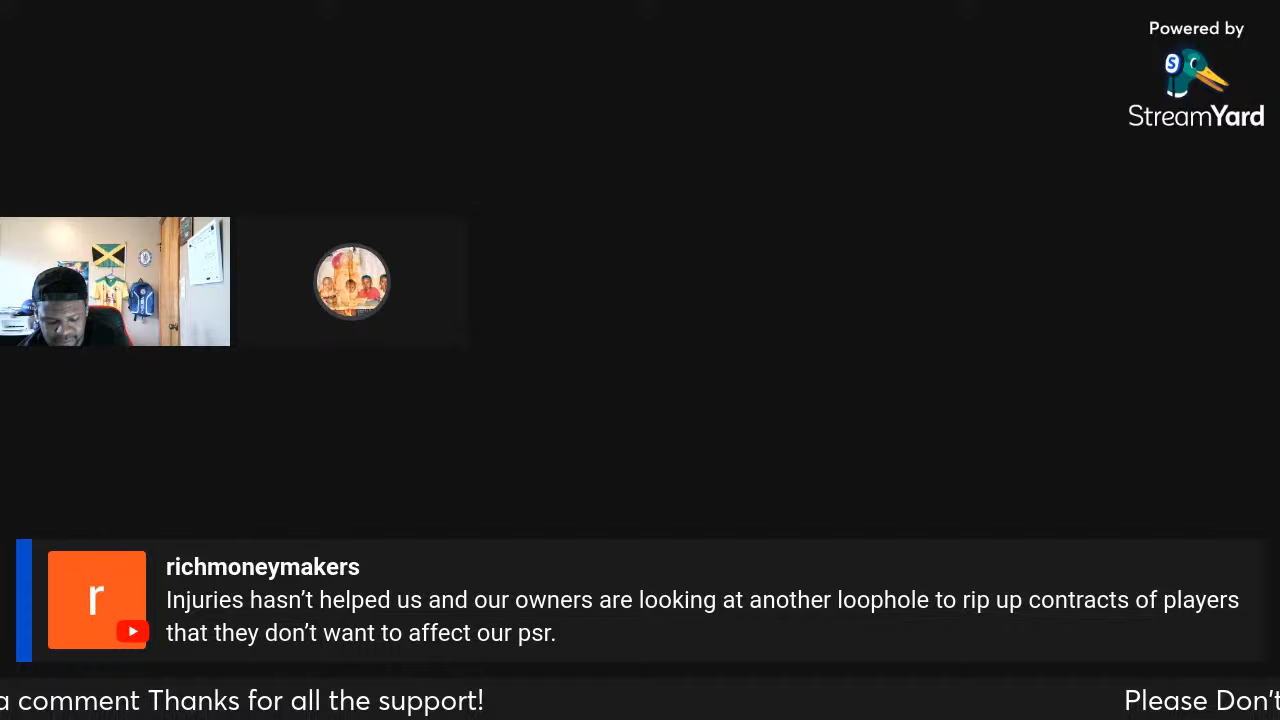 Powered by
S
StreamYard
r
richmoneymakers
Injuries hasn’t helped us and our owners are looking at another loophole to rip up contracts of players
that they don’t want to affect our psr.
a comment Thanks for all the support!
Please Don't